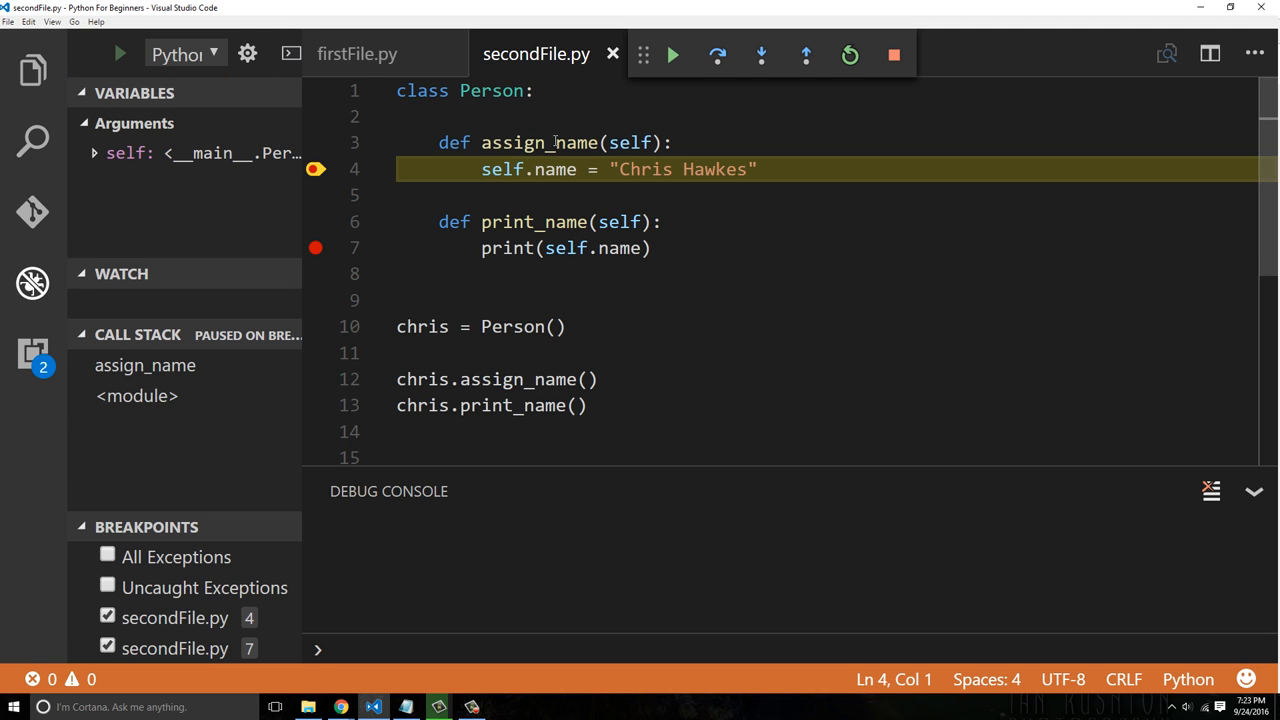 secondFile.py - Python For Beginners - Visual Studio Code
File Edit View Go Help
Python
firstFile.py
secondFile.py
VARIABLES
Arguments
self: <__main__.Per...
WATCH
CALL STACK PAUSED ON BRE...
assign_name
<module>
BREAKPOINTS
All Exceptions
Uncaught Exceptions
secondFile.py 4
secondFile.py 7
1 class Person:
2
3 def assign_name(self):
4 self.name = "Chris Hawkes"
5
6 def print_name(self):
7 print(self.name)
8
9
10 chris = Person()
11
12 chris.assign_name()
13 chris.print_name()
14
15
DEBUG CONSOLE
2
0 0
Ln 4, Col 1 Spaces: 4 UTF-8 CRLF Python
I'm Cortana. Ask me anything.
7:23 PM
9/24/2016